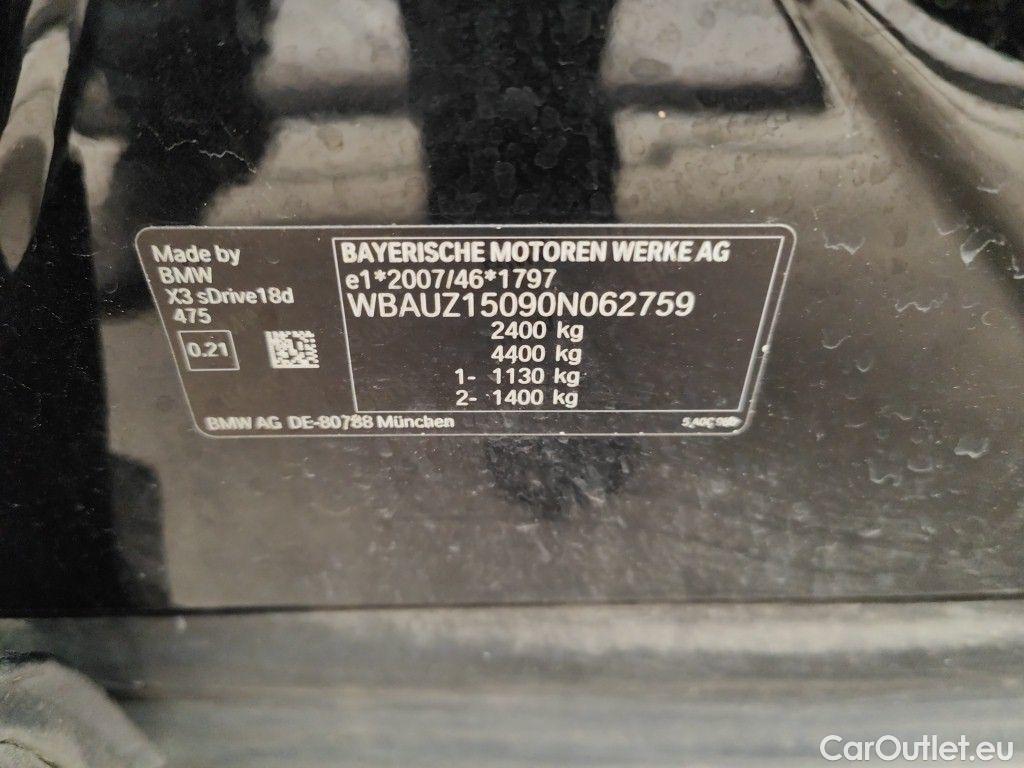 Made by
BMW
X3 sDrive18d
475
0.21
BAYERISCHE MOTOREN WERKE AG
e1*2007/46*1797
WBAUZ15090N062759
2400 kg
4400 kg
1- 1130 kg
2- 1400 kg
BMW AG DE-80788 München
CarOutlet.eu